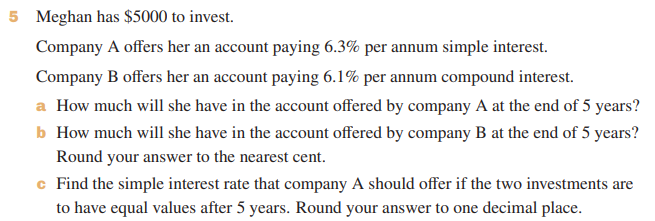 5 Meghan has $5000 to invest.
Company A offers her an account paying 6.3% per annum simple interest.
Company B offers her an account paying 6.1% per annum compound interest.
a How much will she have in the account offered by company A at the end of 5 years?
b How much will she have in the account offered by company B at the end of 5 years?
Round your answer to the nearest cent.
c Find the simple interest rate that company A should offer if the two investments are
to have equal values after 5 years. Round your answer to one decimal place.